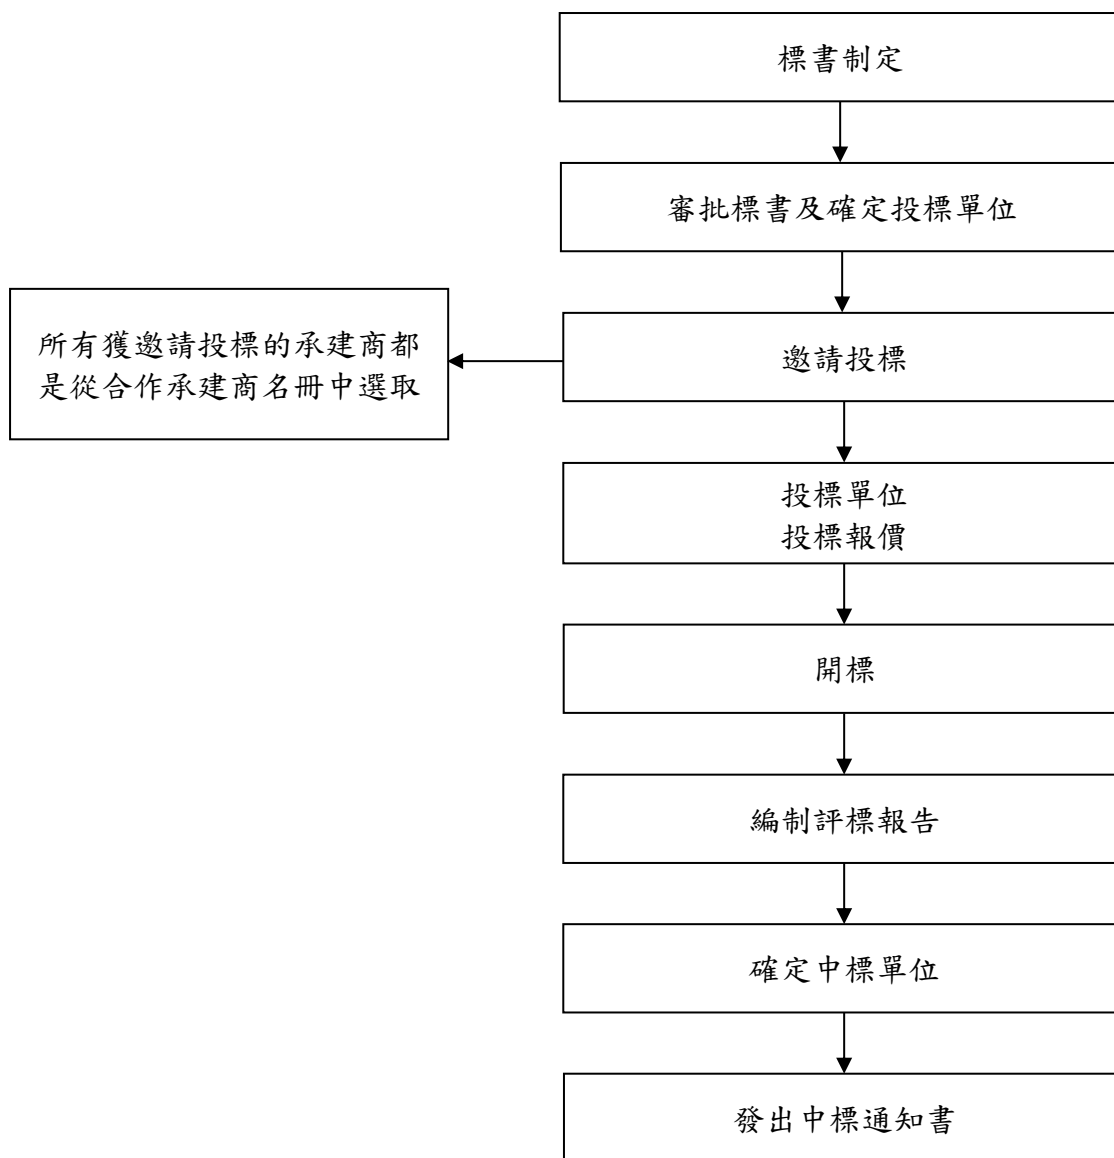 標書制定
審批標書及確定投標單位
所有獲邀請投標的承建商都
是從合作承建商名冊中選取
邀請投標
投標單位
投標報價
開標
編制評標報告
確定中標單位
發出中標通知書